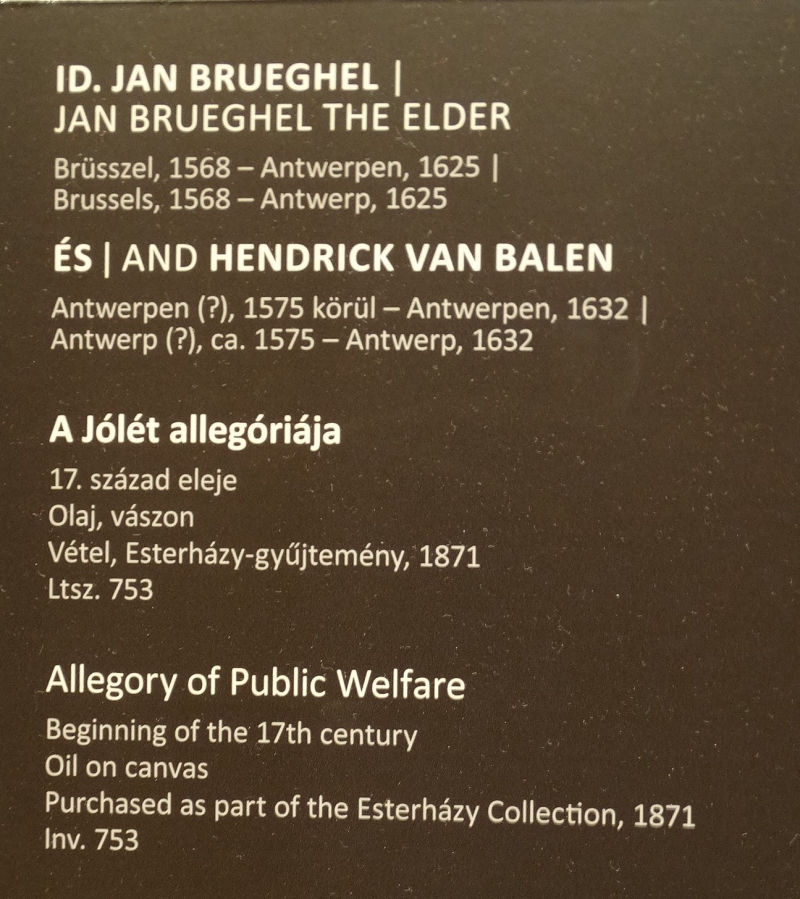 ID. JAN BRUEGHEL |
JAN BRUEGHEL THE ELDER
Brüsszel, 1568 – Antwerpen, 1625 |
Brussels, 1568 – Antwerp, 1625
ÉS | AND HENDRICK VAN BALEN
Antwerpen (?), 1575 körül – Antwerpen, 1632 |
Antwerp (?), ca. 1575 – Antwerp, 1632
A Jólét allegóriája
17. század eleje
Olaj, vászon
Vétel, Esterházy-gyűjtemény, 1871
Ltsz. 753
Allegory of Public Welfare
Beginning of the 17th century
Oil on canvas
Purchased as part of the Esterházy Collection, 1871
Inv. 753